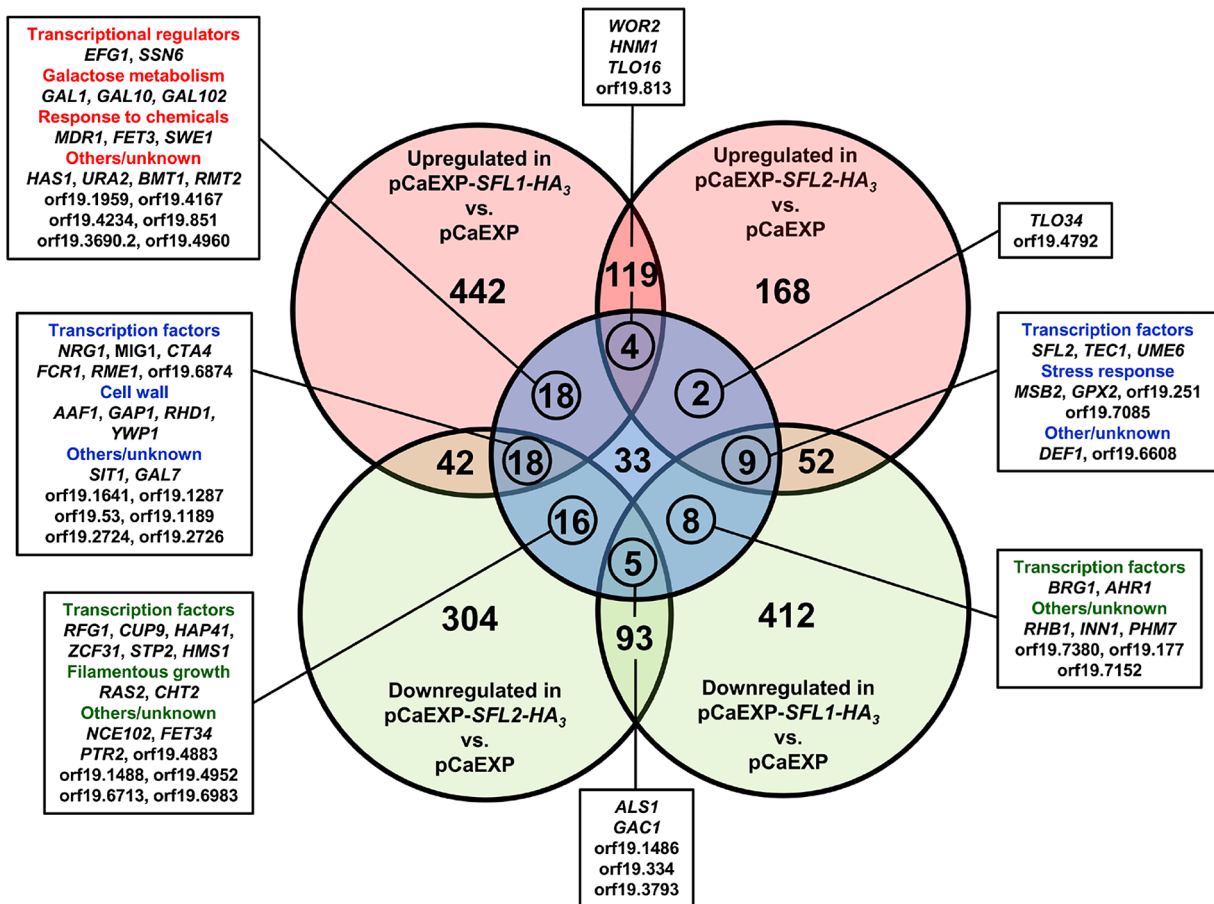 Transcriptional regulators
EFG1, SSN6
Galactose metabolism
GAL1, GAL10, GAL102
Response to chemicals
MDR1, FET3, SWE1
Others/unknown
HAS1, URA2, BMT1, RMT2
orf19.1959, orf19.4167
orf19.4234, orf19.851
orf19.3690.2, orf19.4960
WOR2
HNM1
TLO16
orf19.813
TLO34
orf19.4792
Upregulated in
pCaEXP-SFL1-HA3
vs.
pCaEXP
442
Upregulated in
pCaEXP-SFL2-HA3
vs.
pCaEXP
168
119
4
18
2
42
18
33
9
52
16
8
5
93
304
Downregulated in
pCaEXP-SFL2-HA3
vs.
pCaEXP
412
Downregulated in
pCaEXP-SFL1-HA3
vs.
pCaEXP
Transcription factors
NRG1, MIG1, CTA4
FCR1, RME1, orf19.6874
Cell wall
AAF1, GAP1, RHD1,
YWP1
Others/unknown
SIT1, GAL7
orf19.1641, orf19.1287
orf19.53, orf19.1189
orf19.2724, orf19.2726
Transcription factors
SFL2, TEC1, UME6
Stress response
MSB2, GPX2, orf19.251
orf19.7085
Other/unknown
DEF1, orf19.6608
Transcription factors
RFG1, CUP9, HAP41,
ZCF31, STP2, HMS1
Filamentous growth
RAS2, CHT2
Others/unknown
NCE102, FET34
PTR2, orf19.4883
orf19.1488, orf19.4952
orf19.6713, orf19.6983
Transcription factors
BRG1, AHR1
Others/unknown
RHB1, INN1, PHM7
orf19.7380, orf19.177
orf19.7152
ALS1
GAC1
orf19.1486
orf19.334
orf19.3793